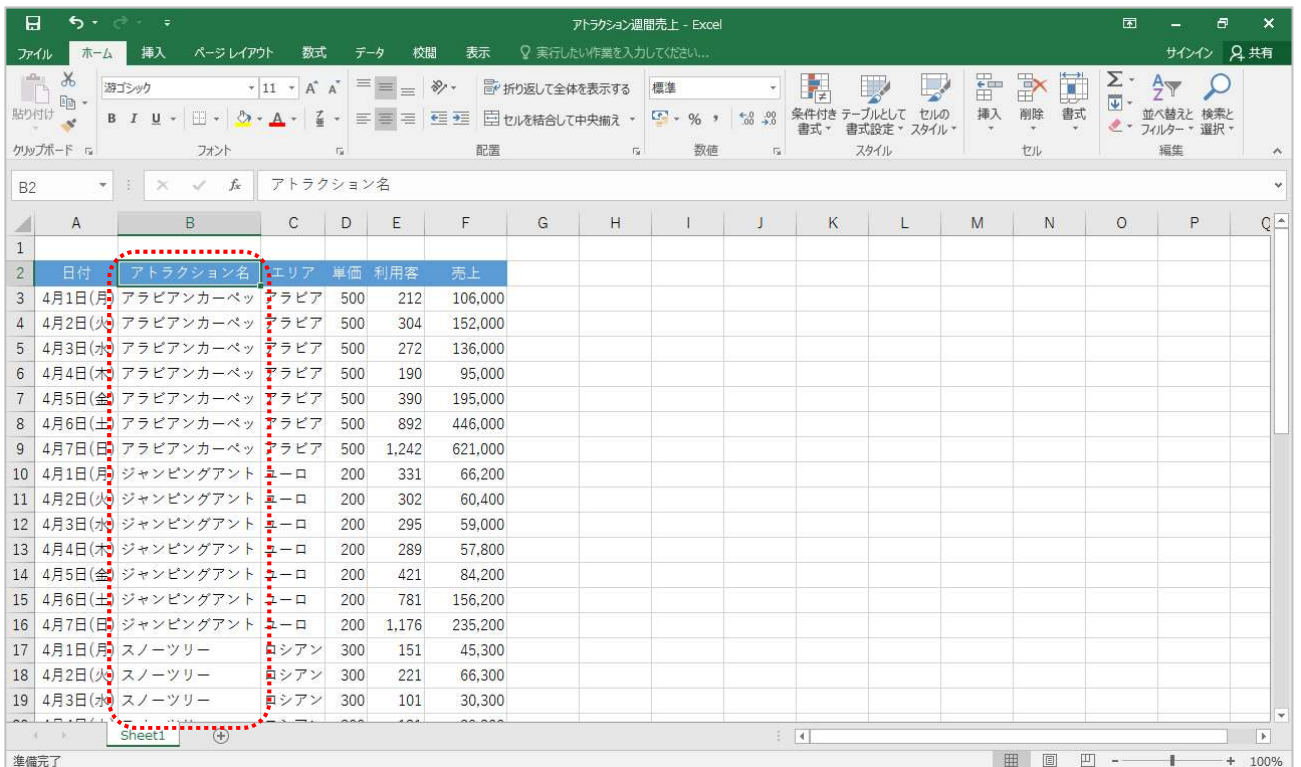 アトラクション週間売上 - Excel
ファイル ホーム 挿入 ページ レイアウト 数式 データ 校閲 表示 実行したい作業を入力してください... サインイン 共有
游ゴシック 11 A A 折り返して全体を表示する 標準
貼り付け B I U A セルを結合して中央揃え % 条件付き書式 テーブルとして書式設定 セルのスタイル 挿入 削除 書式 Σ 並べ替えとフィルター 検索と選択
クリップボード フォント 配置 数値 スタイル セル 編集
B2 fx アトラクション名
A B C D E F G H I J K L M N O P Q
1
2 日付 アトラクション名 エリア 単価 利用客 売上
3 4月1日(月) アラビアンカーペッ アラビア 500 212 106,000
4 4月2日(火) アラビアンカーペッ アラビア 500 304 152,000
5 4月3日(水) アラビアンカーペッ アラビア 500 272 136,000
6 4月4日(木) アラビアンカーペッ アラビア 500 190 95,000
7 4月5日(金) アラビアンカーペッ アラビア 500 390 195,000
8 4月6日(土) アラビアンカーペッ アラビア 500 892 446,000
9 4月7日(日) アラビアンカーペッ アラビア 500 1,242 621,000
10 4月1日(月) ジャンピングアント ユーロ 200 331 66,200
11 4月2日(火) ジャンピングアント ユーロ 200 302 60,400
12 4月3日(水) ジャンピングアント ユーロ 200 295 59,000
13 4月4日(木) ジャンピングアント ユーロ 200 289 57,800
14 4月5日(金) ジャンピングアント ユーロ 200 421 84,200
15 4月6日(土) ジャンピングアント ユーロ 200 781 156,200
16 4月7日(日) ジャンピングアント ユーロ 200 1,176 235,200
17 4月1日(月) スノーツリー ロシアン 300 151 45,300
18 4月2日(火) スノーツリー ロシアン 300 221 66,300
19 4月3日(水) スノーツリー ロシアン 300 101 30,300
Sheet1
準備完了 100%